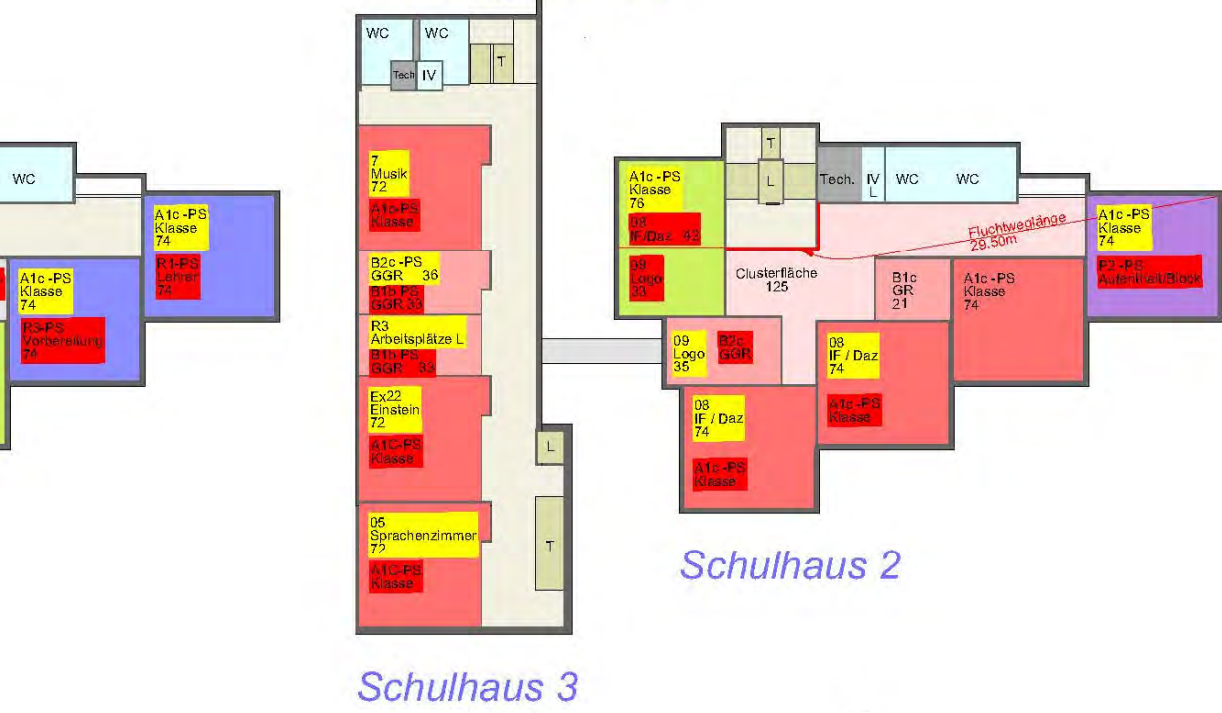 WC
A1c -PS
Klasse
74
R1-PS
Lehrer
74
A1c -PS
Klasse
74
R3-PS
Vorbereitung
74
WC
WC
Tech
IV
T
7
Musik
72
A1c-PS
Klasse
B2c -PS
GGR 36
B1b PS
GGR 33
R3
Arbeitsplätze L
B1b PS
GGR 33
Ex22
Einstein
72
A1C-PS
Klasse
05
Sprachenzimmer
72
A1C-PS
Klasse
L
T
Schulhaus 3
A1c -PS
Klasse
76
08
IF/Daz 43
09
Logo
33
T
L
Tech.
IV
L
WC
WC
Fluchtweglänge
29.50m
Clusterfläche
125
B1c
GR
21
A1c -PS
Klasse
74
A1c -PS
Klasse
74
P2 -PS
Aufenthalt/Block
09
Logo
35
B2c
GGR
08
IF / Daz
74
A1c -PS
Klasse
08
IF / Daz
74
A1c -PS
Klasse
Schulhaus 2